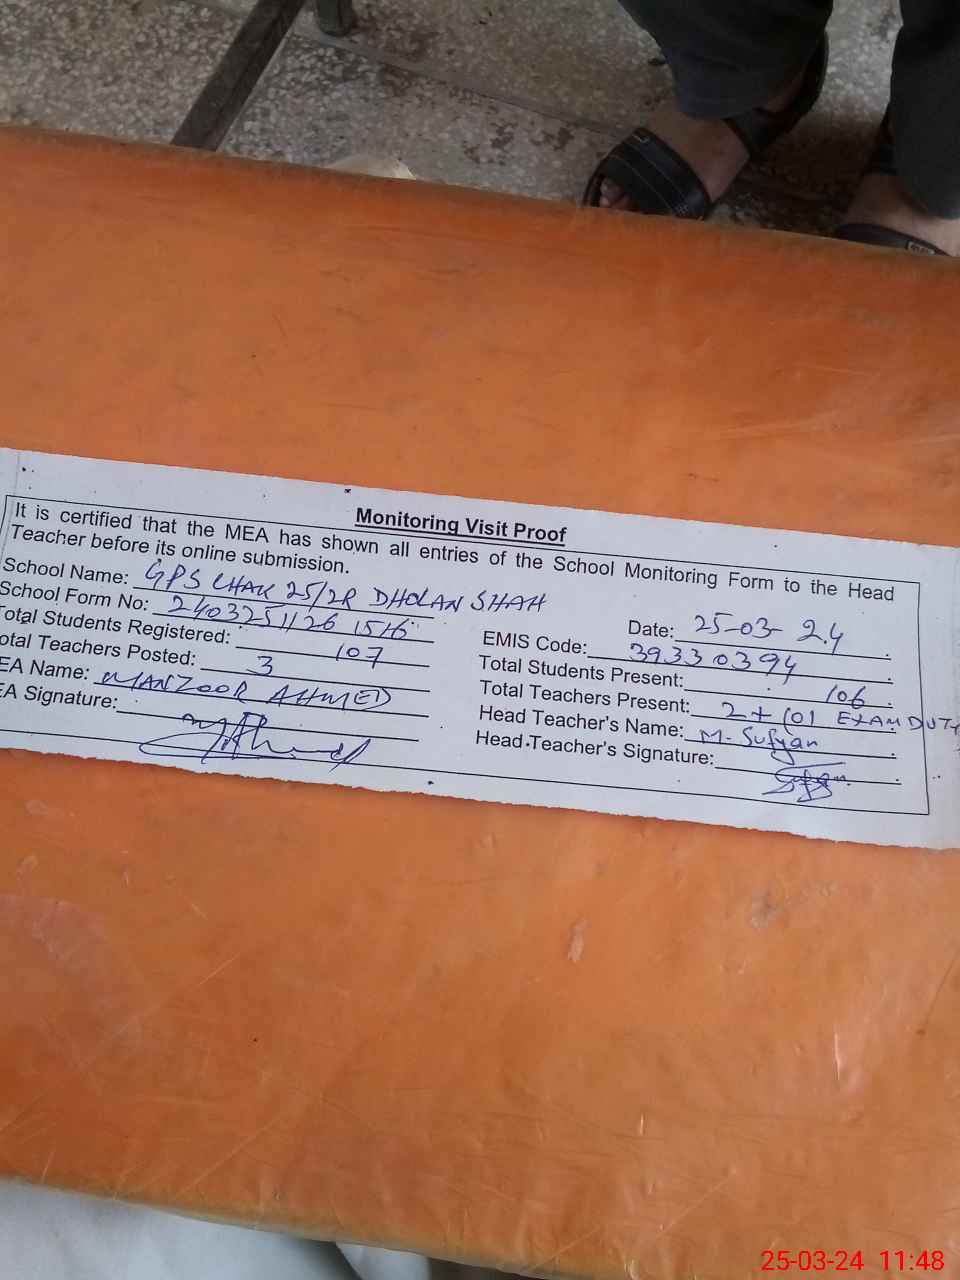 Monitoring Visit Proof
It is certified that the MEA has shown all entries of the School Monitoring Form to the Head
Teacher before its online submission.
School Name: GPS CHAK 25/2R DHOLAN SHAH
School Form No: 24032511261516
Date: 25-03-24
Total Students Registered: 107
EMIS Code: 39330394
otal Teachers Posted: 3
Total Students Present: 106
EA Name: MANZOOR AHMED
Total Teachers Present: 2+(01 EXAM DUTY
EA Signature:
Head Teacher's Name: M. Sufyan
Head Teacher's Signature: Sufyan
25-03-24 11:48